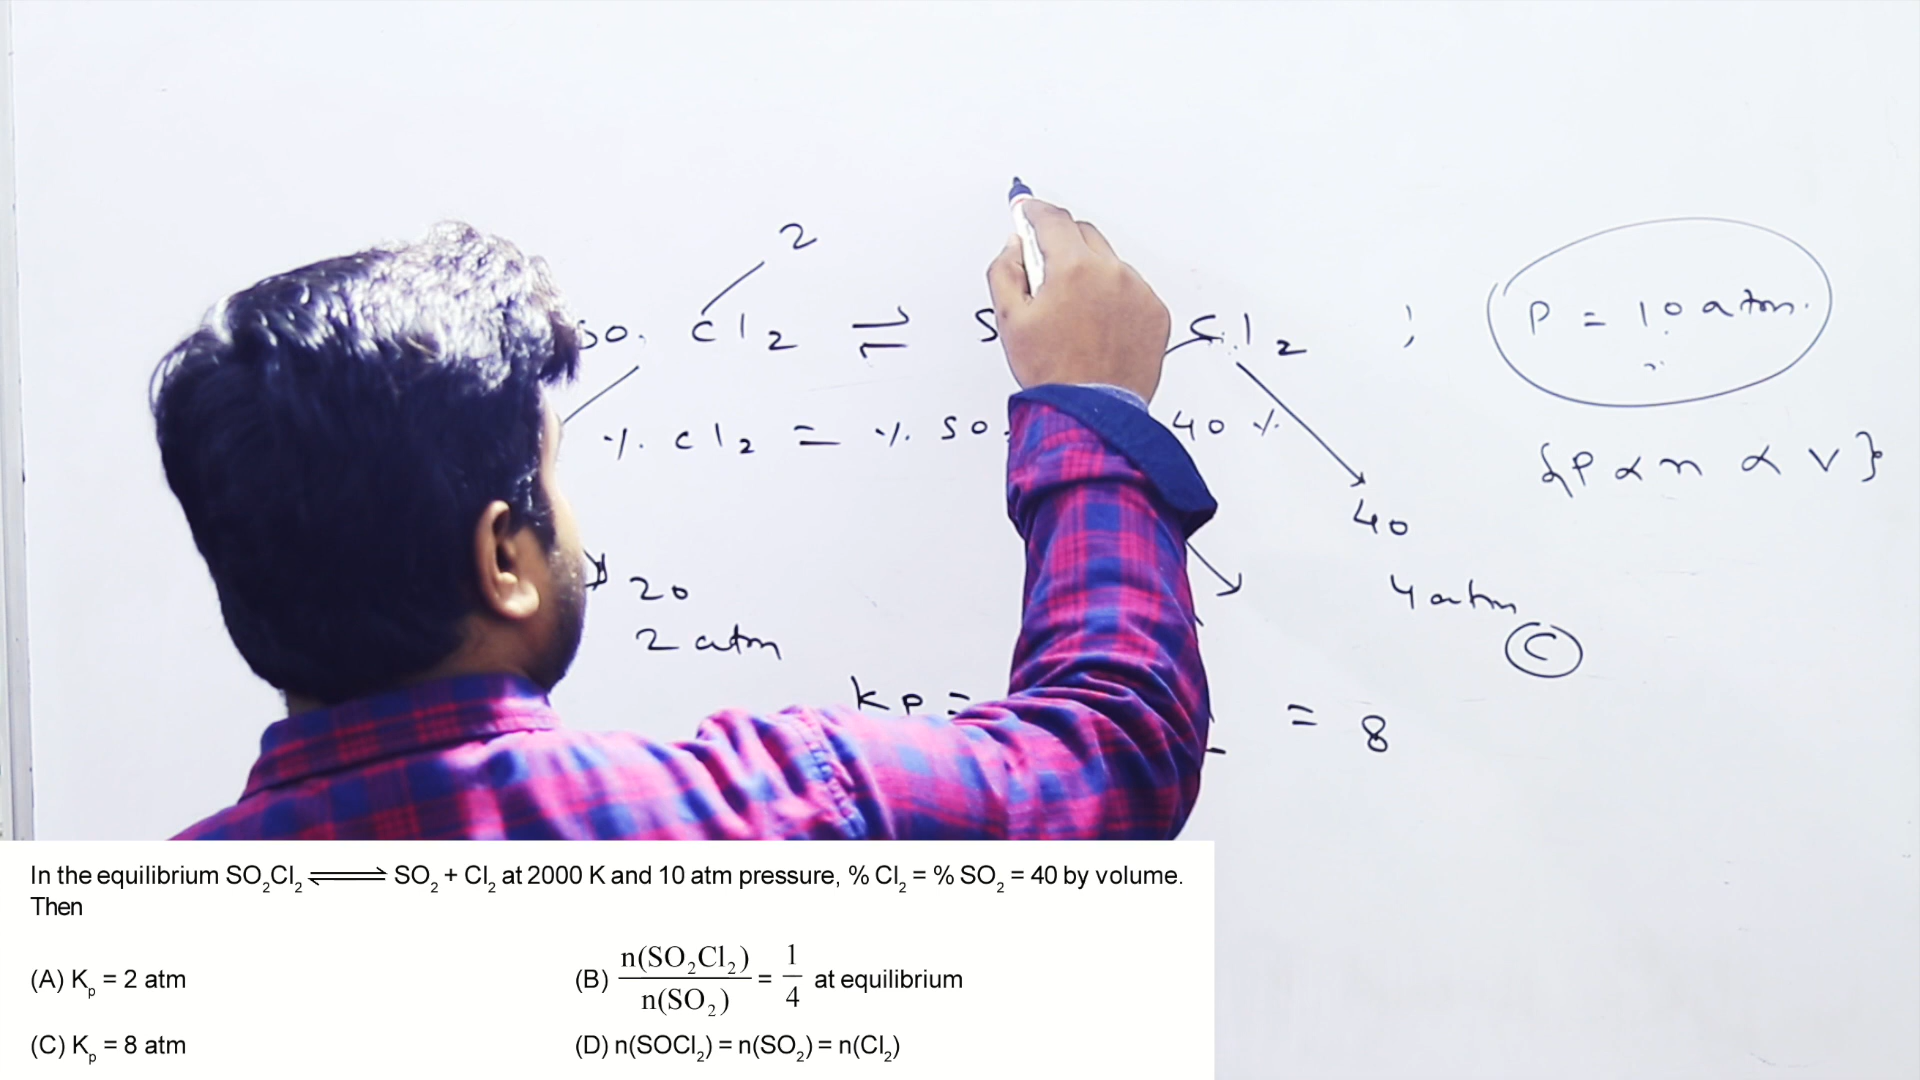 2
SO₂ Cl₂ ⇌ S Cl₂ ; P = 10 atm.
% Cl₂ = % SO 40 %
{P ∝ n ∝ V}
40
20
4 atm
2 atm
C
Kp = = 8
In the equilibrium SO₂Cl₂ ⇌ SO₂ + Cl₂ at 2000 K and 10 atm pressure, % Cl₂ = % SO₂ = 40 by volume.
Then
(A) Kₚ = 2 atm (B) n(SO₂Cl₂)/n(SO₂) = 1/4 at equilibrium
(C) Kₚ = 8 atm (D) n(SOCl₂) = n(SO₂) = n(Cl₂)